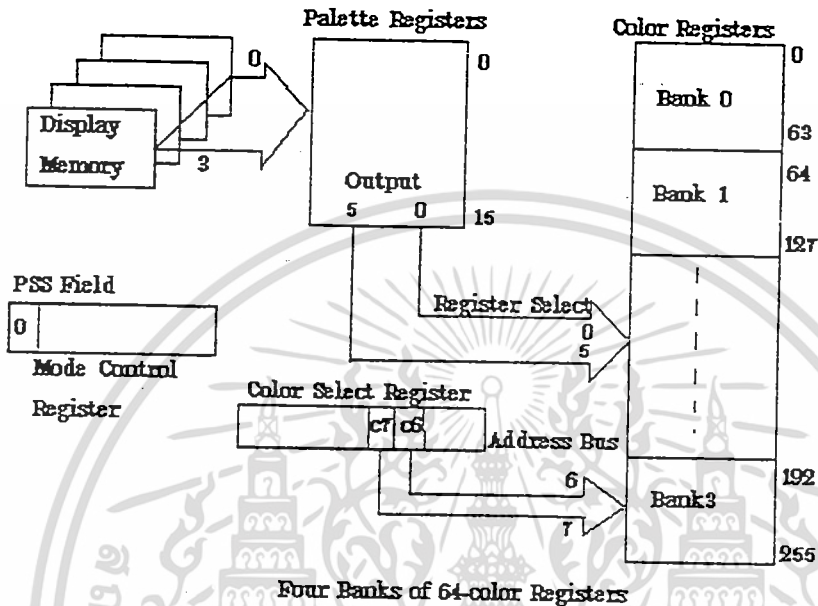 Palette Registers
Color Registers
0
0
0
Bank 0
Display
Memory
3
63
64
Output
5 0
15
Bank 1
127
PSS Field
0
Register Select
0
5
Mode Control
Register
Color Select Register
c7 c6
Address Bus
6
7
192
Bank3
255
Four Banks of 64-color Registers